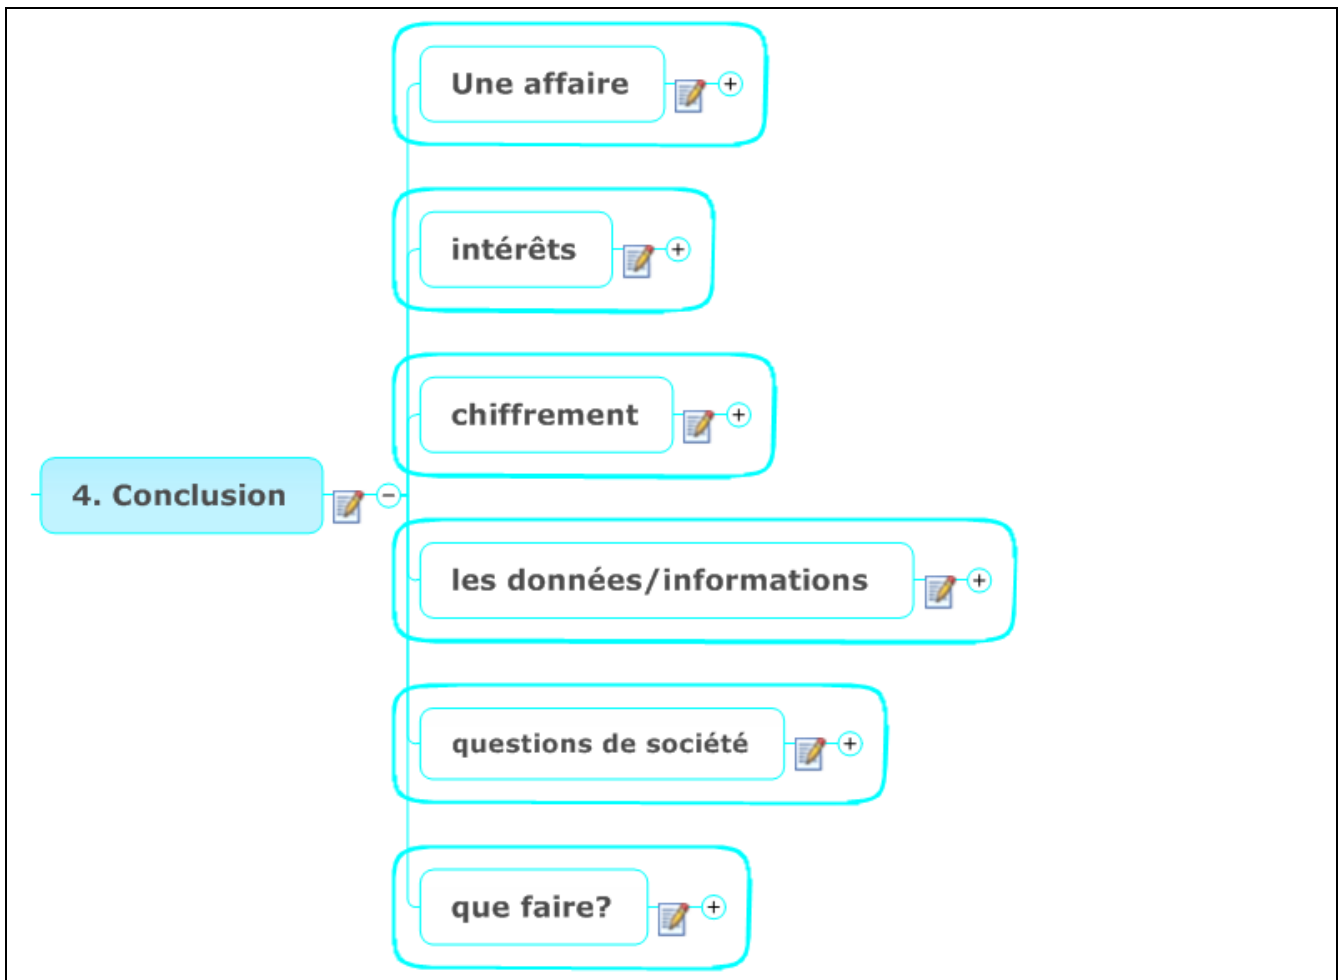 Une affaire
intérêts
chiffrement
4. Conclusion
les données/informations
questions de société
que faire?